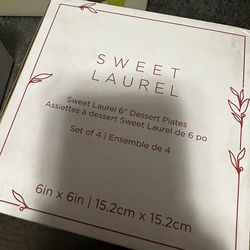 SWEET
LAUREL
Sweet Laurel 6" Dessert Plates
Assiettes à dessert Sweet Laurel de 6 po
Set of 4 | Ensemble de 4
6in x 6in | 15.2cm x 15.2cm